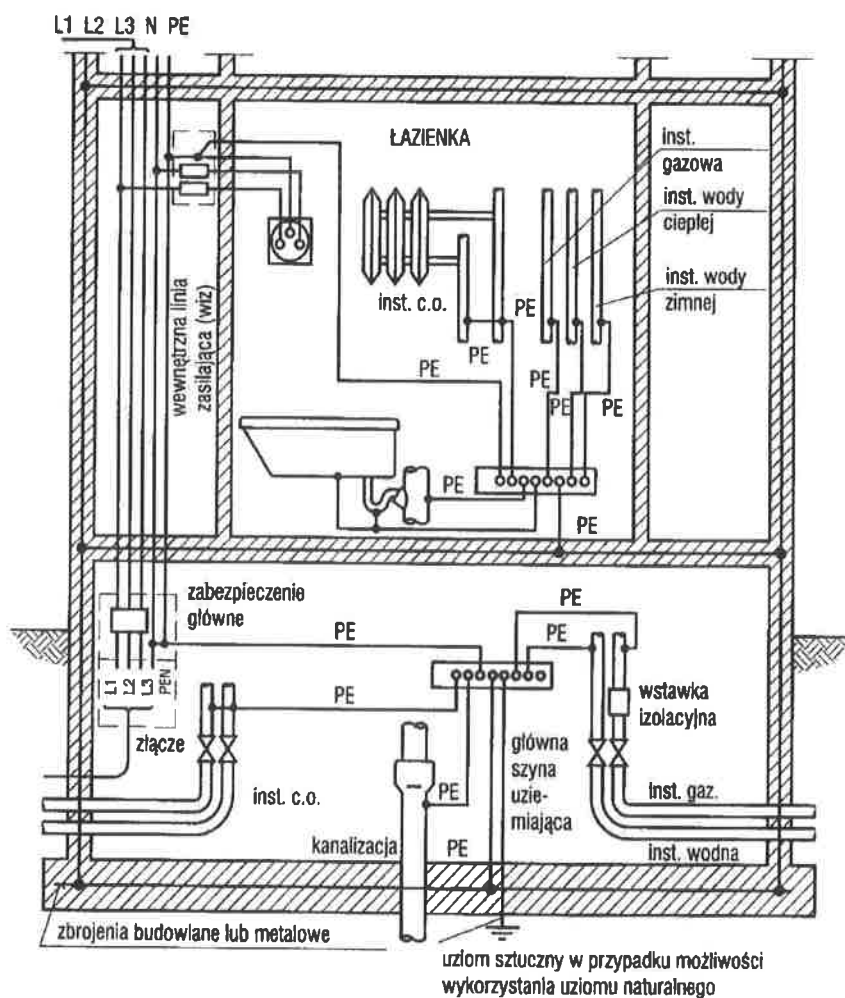 L1 L2 L3 N PE
ŁAZIENKA
inst.
gazowa
inst. wody
ciepłej
inst. wody
zimnej
inst. c.o.
PE
PE
PE
PE
PE
PE
wewnętrzna linia
zasilająca (wlz)
PE
PE
zabezpieczenie
główne
PE
PE
PE
L1
L2
L3
PEN
złącze
PE
wstawka
izolacyjna
główna
szyna
uzie-
miająca
inst. c.o.
PE
Inst. gaz.
kanalizacja
PE
inst. wodna
zbrojenia budowlane lub metalowe
uziom sztuczny w przypadku możliwości
wykorzystania uziomu naturalnego